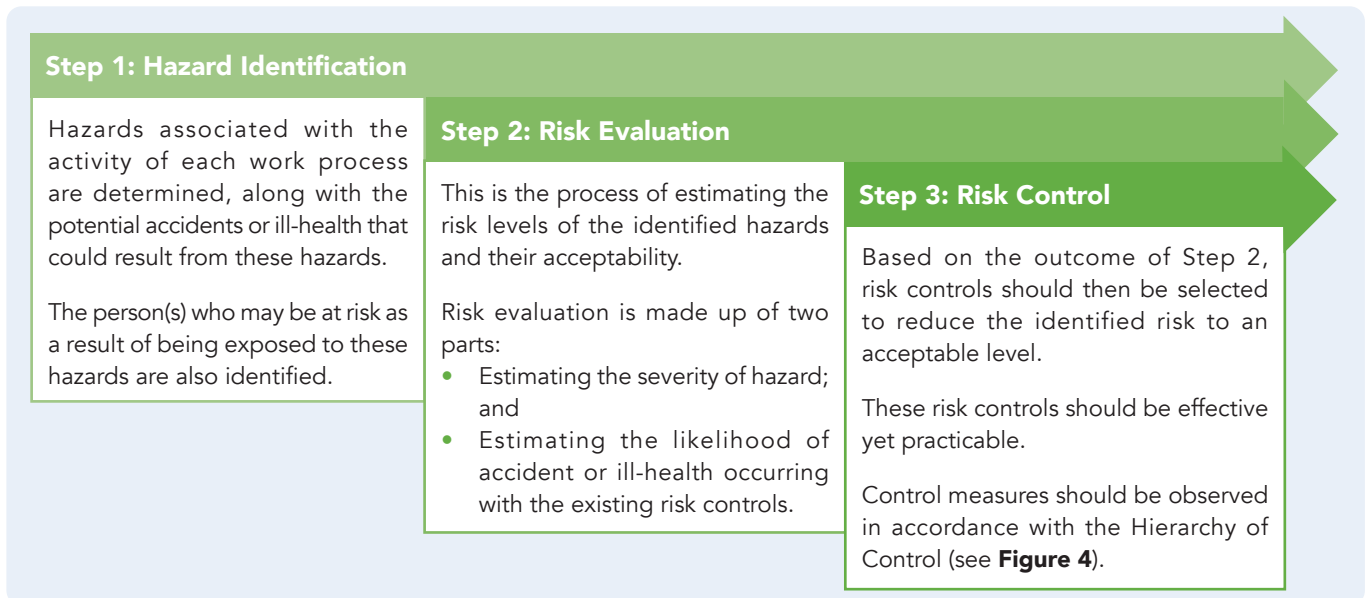 Step 1: Hazard Identification
Hazards associated with the
activity of each work process
are determined, along with the
potential accidents or ill-health that
could result from these hazards.
The person(s) who may be at risk as
a result of being exposed to these
hazards are also identified.
Step 2: Risk Evaluation
This is the process of estimating the
risk levels of the identified hazards
and their acceptability.
Risk evaluation is made up of two
parts:
• Estimating the severity of hazard;
and
• Estimating the likelihood of
accident or ill-health occurring
with the existing risk controls.
Step 3: Risk Control
Based on the outcome of Step 2,
risk controls should then be selected
to reduce the identified risk to an
acceptable level.
These risk controls should be effective
yet practicable.
Control measures should be observed
in accordance with the Hierarchy of
Control (see Figure 4).